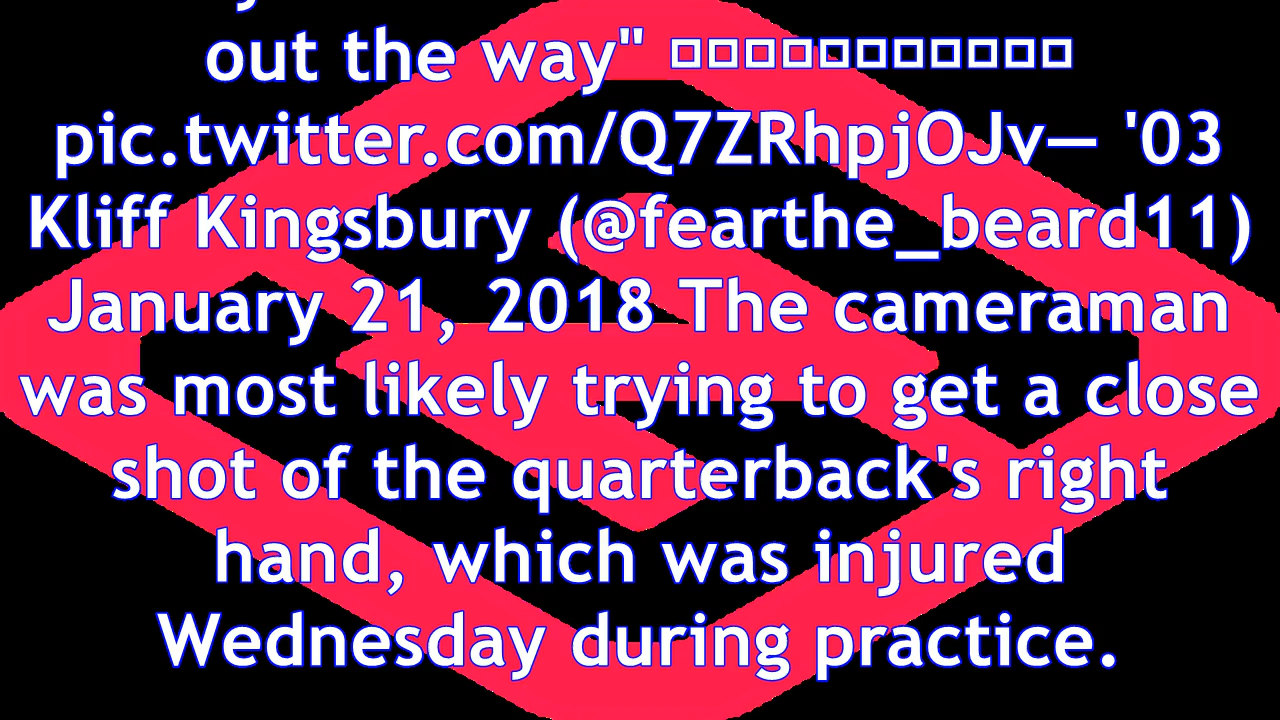 out the way" □□□□□□□□□□□
pic.twitter.com/Q7ZRhpjOJv— '03
Kliff Kingsbury (@fearthe_beard11)
January 21, 2018 The cameraman
was most likely trying to get a close
shot of the quarterback's right
hand, which was injured
Wednesday during practice.